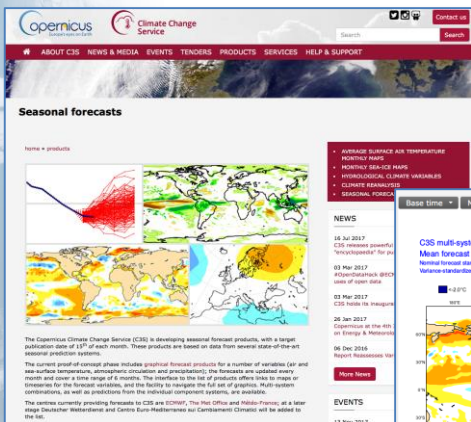 opernicus
Europe's eyes on Earth
Climate Change
Service
Contact us
Search
Search
ABOUT C3S NEWS & MEDIA EVENTS TENDERS PRODUCTS SERVICES HELP & SUPPORT
Seasonal forecasts
home » products
AVERAGE SURFACE AIR TEMPERATURE
MONTHLY MAPS
MONTHLY SEA-ICE MAPS
HYDROLOGICAL CLIMATE VARIABLES
CLIMATE REANALYSIS
SEASONAL FORECA
Base time
NEWS
16 Jul 2017
C3S releases powerful
"encyclopaedia" for
03 Mar 2017
#OpenDataHack @ECM
uses of open data
03 Mar 2017
C3S holds its inaugura
26 Jan 2017
Copernicus at the 4th
on Energy & Meteorolo
06 Dec 2016
Report Reassesses Var
More News
EVENTS
C3S multi-syst
Mean forecast
Nominal forecast star
Variance-standardize
The Copernicus Climate Change Service (C3S) is developing seasonal forecast products, with a target
publication date of 15th of each month. These products are based on data from several state-of-the-art
seasonal prediction systems.
The current proof-of-concept phase includes graphical forecast products for a number of variables (air and
sea-surface temperature, atmospheric circulation and precipitation); the forecasts are updated every
month and cover a time range of 6 months. The interface to the list of products offers links to maps or
timeseries for the forecast variables, and the facility to navigate the full set of graphics. Multi-system
combinations, as well as predictions from the individual component systems, are available.
The centres currently providing forecasts to C3S are ECMWF, The Met Office and Météo-France; at a later
stage Deutscher Wetterdienst and Centro Euro-Mediterraneo sui Cambiamenti Climatici will be added to
the list.